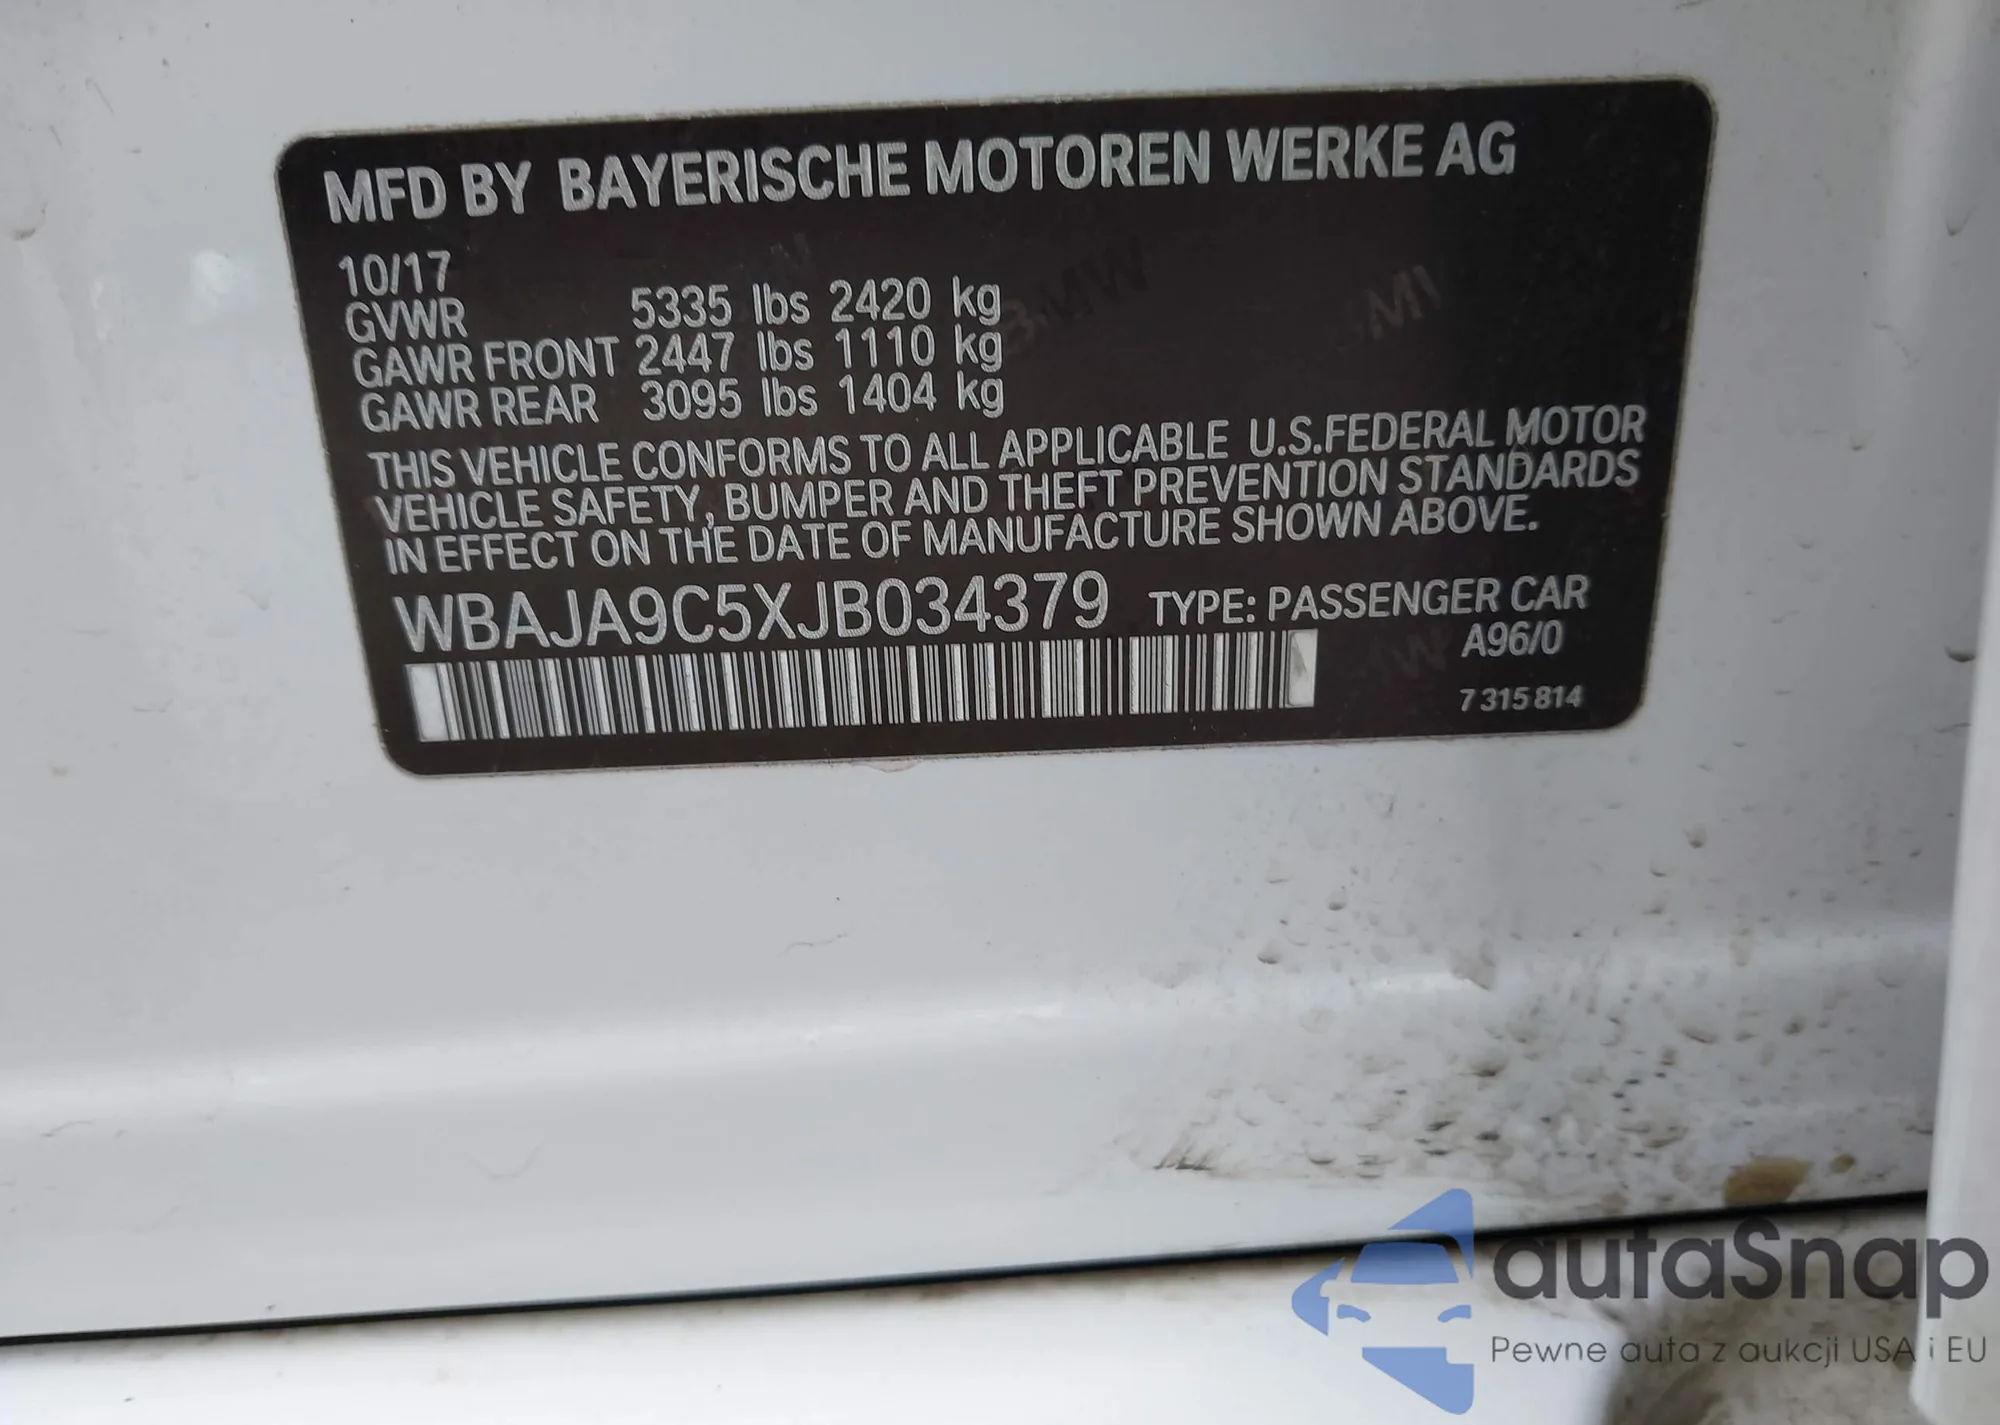 MFD BY BAYERISCHE MOTOREN WERKE AG
10/17
GVWR 5335 lbs 2420 kg
GAWR FRONT 2447 lbs 1110 kg
GAWR REAR 3095 lbs 1404 kg
THIS VEHICLE CONFORMS TO ALL APPLICABLE U.S.FEDERAL MOTOR
VEHICLE SAFETY, BUMPER AND THEFT PREVENTION STANDARDS
IN EFFECT ON THE DATE OF MANUFACTURE SHOWN ABOVE.
WBAJA9C5XJB034379 TYPE: PASSENGER CAR
A96/0
7 315 814
autaSnap
Pewne auta z aukcji USA i EU